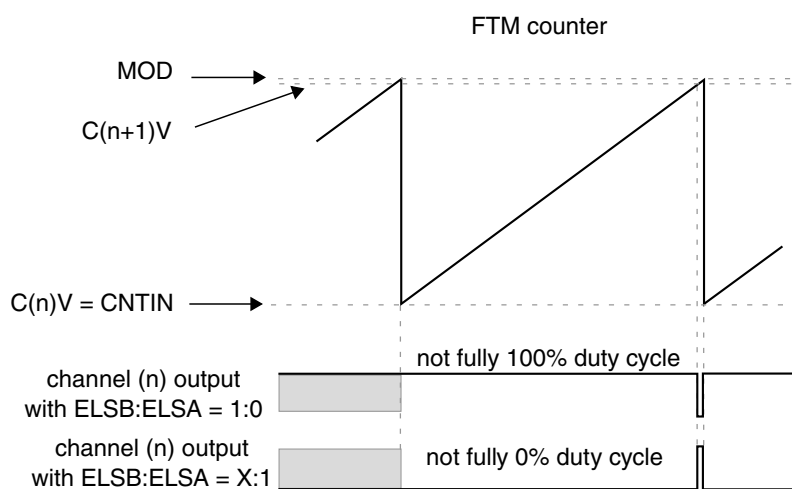 FTM counter
MOD
C(n+1)V
C(n)V = CNTIN
not fully 100% duty cycle
channel (n) output
with ELSB:ELSA = 1:0
not fully 0% duty cycle
channel (n) output
with ELSB:ELSA = X:1